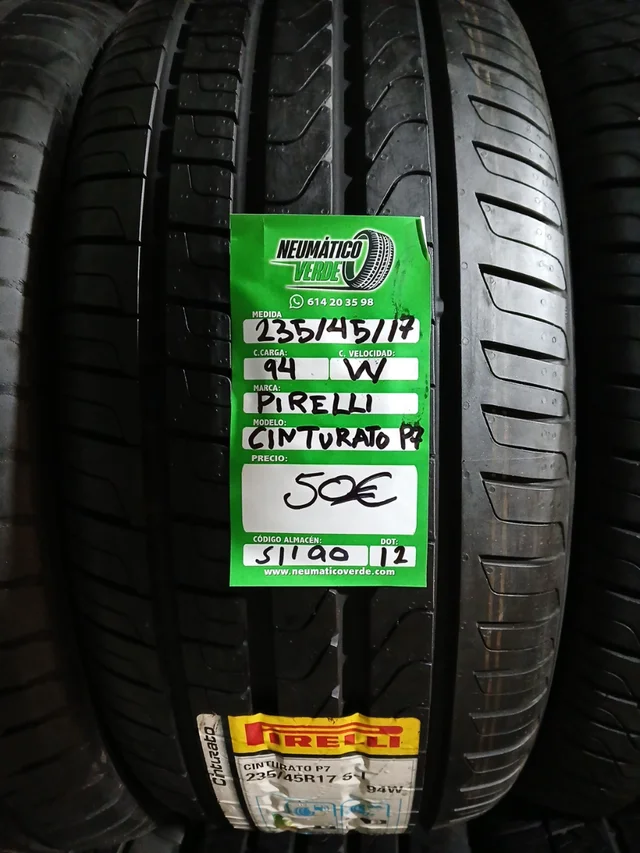 NEUMÁTICO
VERDE
614 20 35 98
MEDIDA
235/45/17
C.CARGA: C. VELOCIDAD:
94 W
MARCA:
PIRELLI
MODELO:
CINTURATO P7
PRECIO:
50€
CÓDIGO ALMACÉN: DOT:
12
www.neumaticoverde.com
Cinturato
PIRELLI
CINTURATO P7
235/45R17
94W